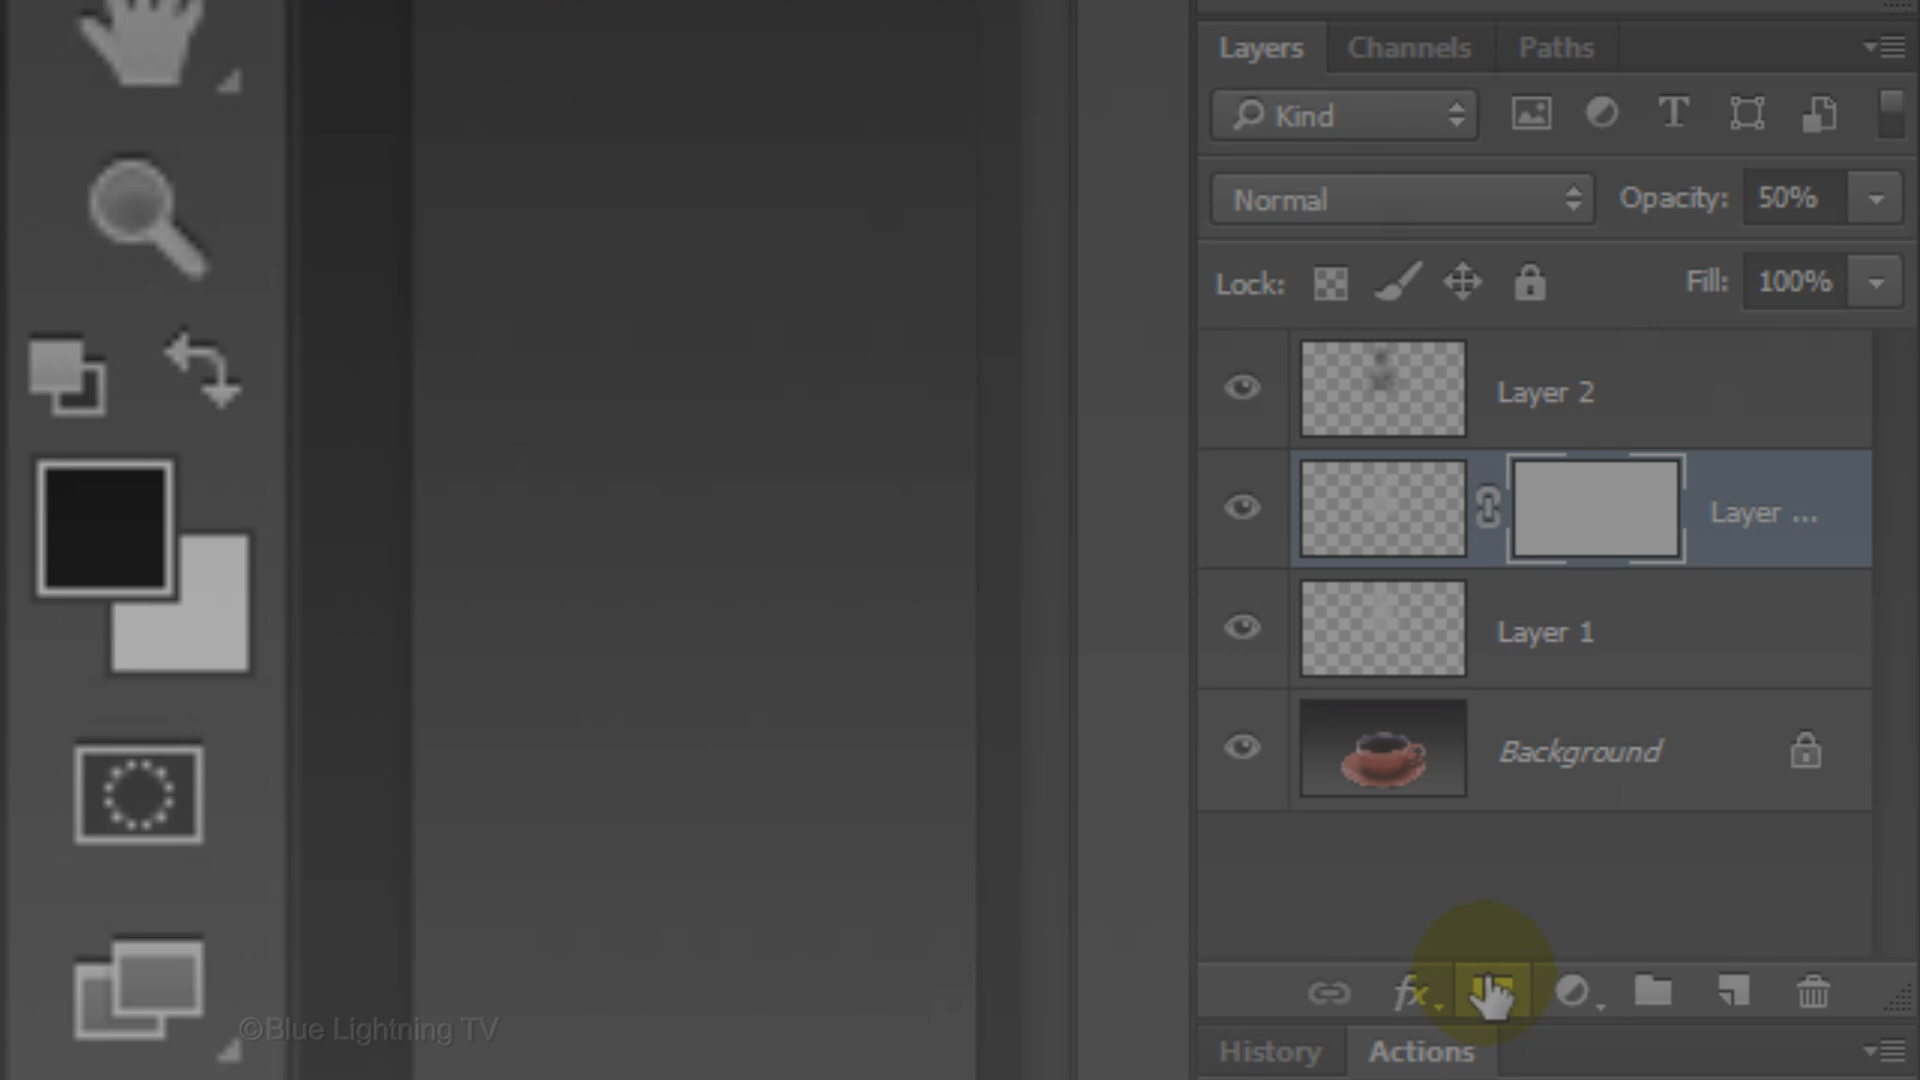 Layers Channels Paths
Kind T
Normal Opacity: 50%
Lock: Fill: 100%
Layer 2
Layer ...
Layer 1
Background
fx
©Blue Lightning TV
History Actions